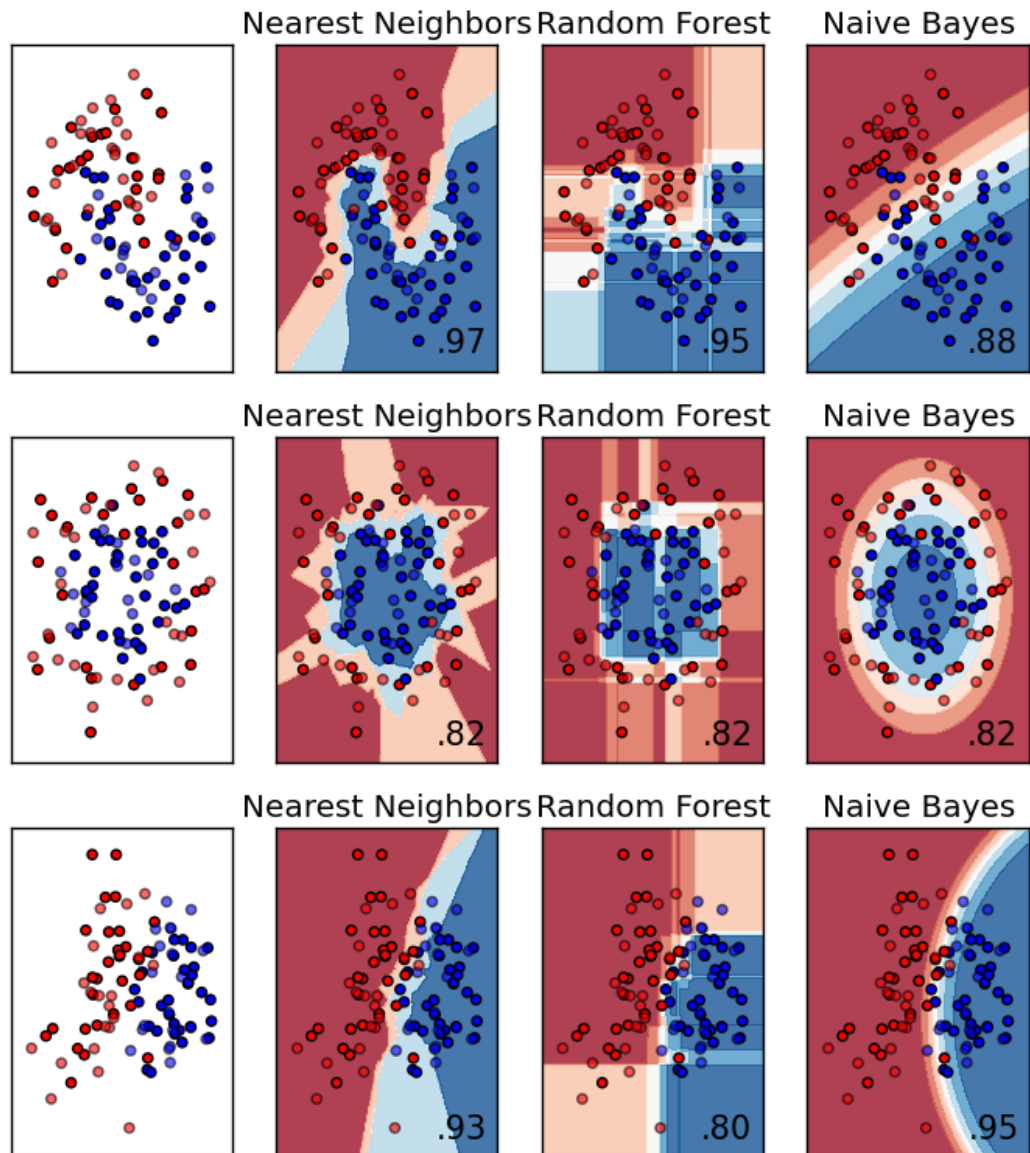 Nearest Neighbors Random Forest Naive Bayes
.97 .95 .88
Nearest Neighbors Random Forest Naive Bayes
.82 .82 .82
Nearest Neighbors Random Forest Naive Bayes
.93 .80 .95